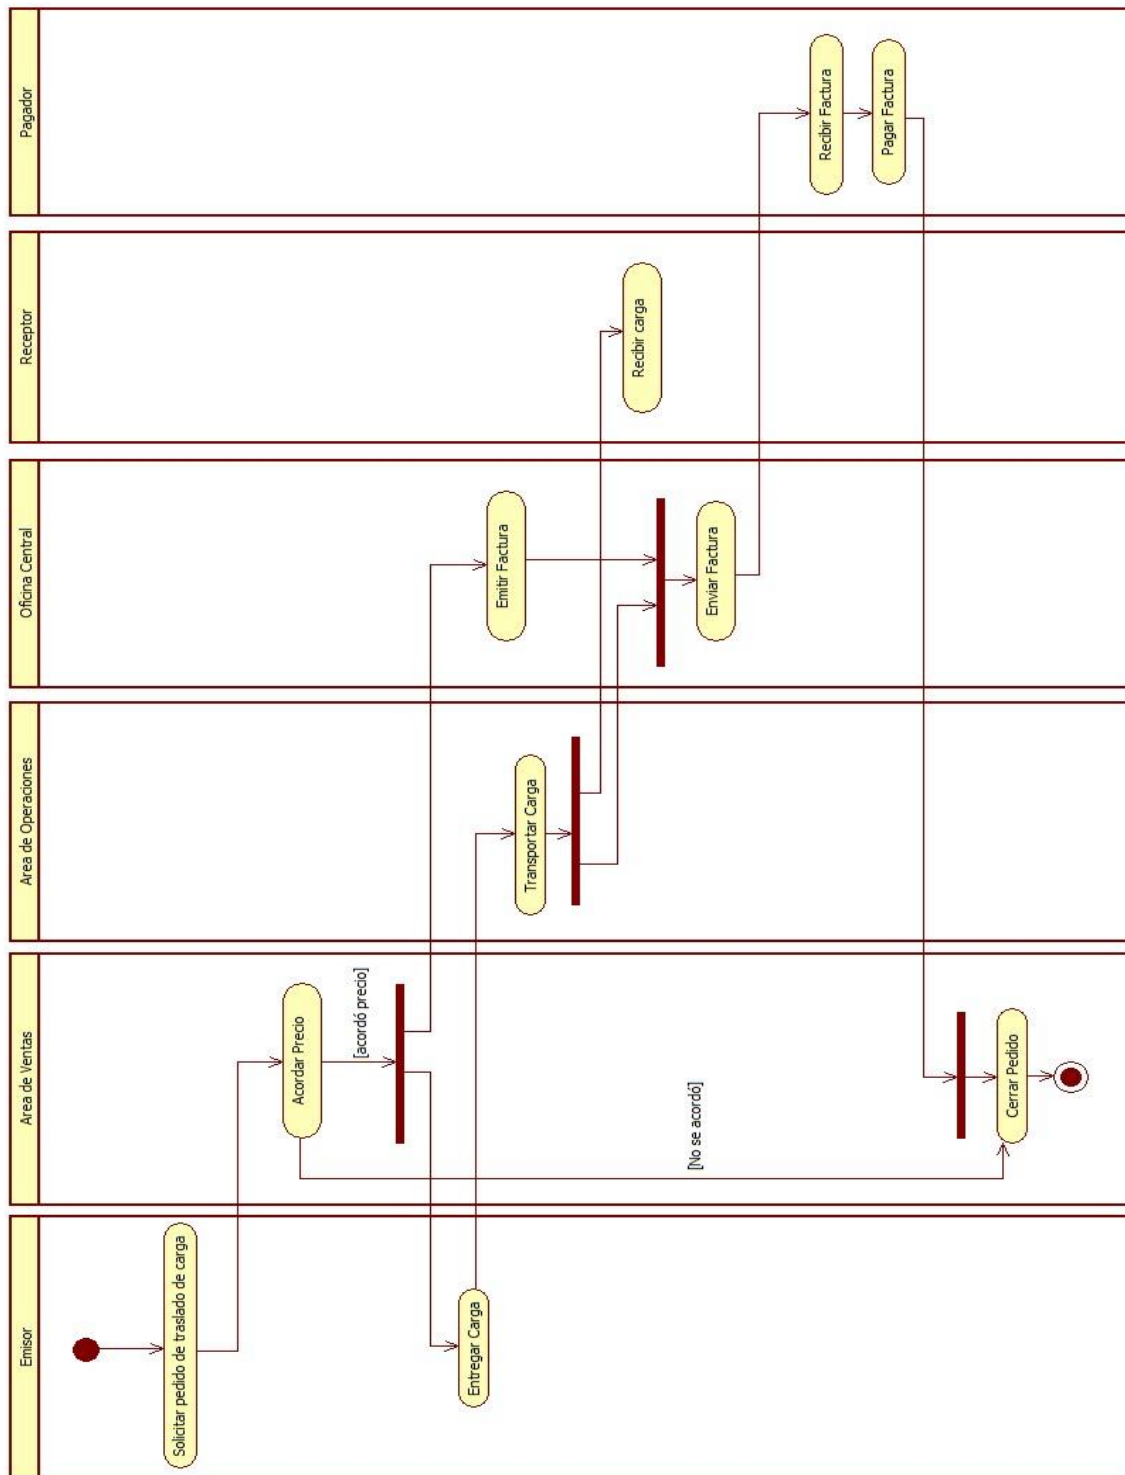 Emisor
Area de Ventas
Area de Operaciones
Oficina Central
Receptor
Pagador
Solicitar pedido de traslado de carga
Acordar Precio
[acordó precio]
Entregar Carga
Emitir Factura
Transportar Carga
Recibir carga
[No se acordó]
Enviar Factura
Recibir Factura
Pagar Factura
Cerrar Pedido